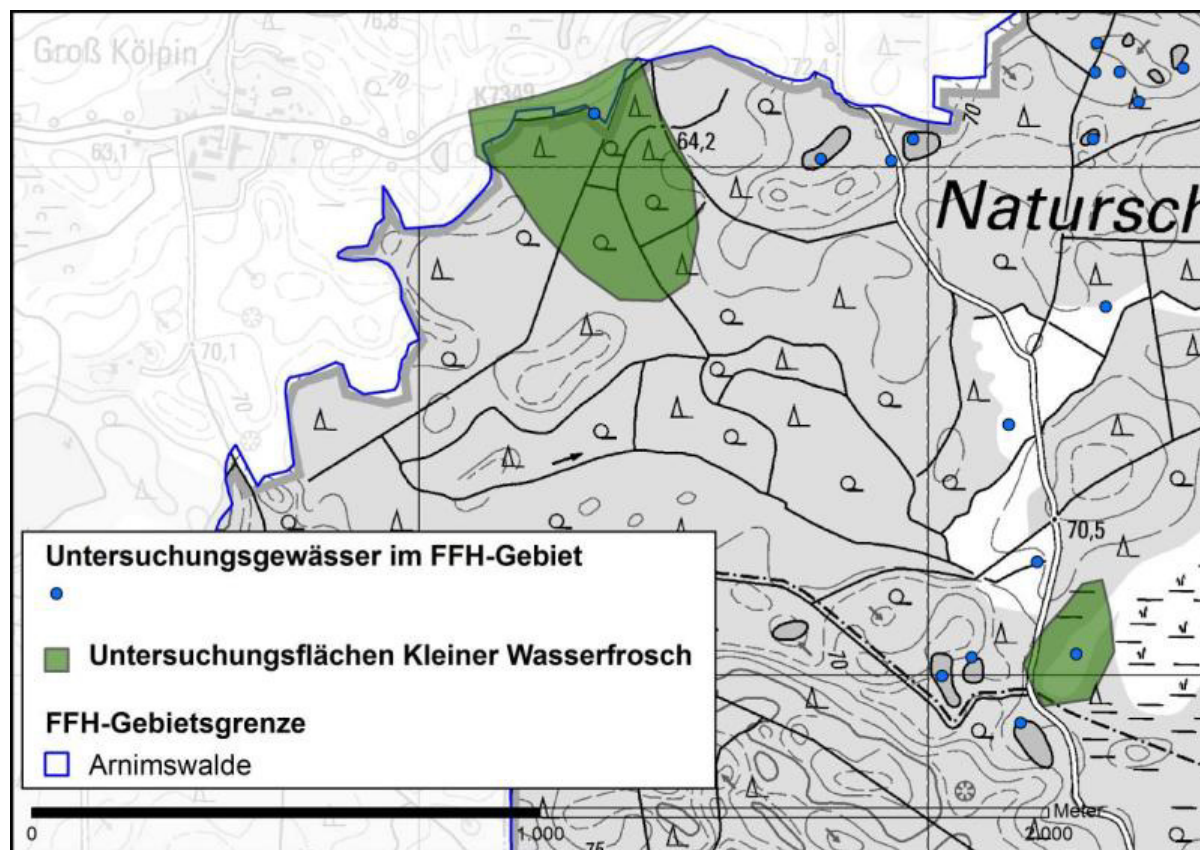 76,8
Groß Kölpin
72,4
K7349
70
70
63,1
64,2
Natursch
70,1
70
70,5
Untersuchungsgewässer im FFH-Gebiet
Untersuchungsflächen Kleiner Wasserfrosch
70
FFH-Gebietsgrenze
Arnimswalde
Meter
0
1.000
2.000
75